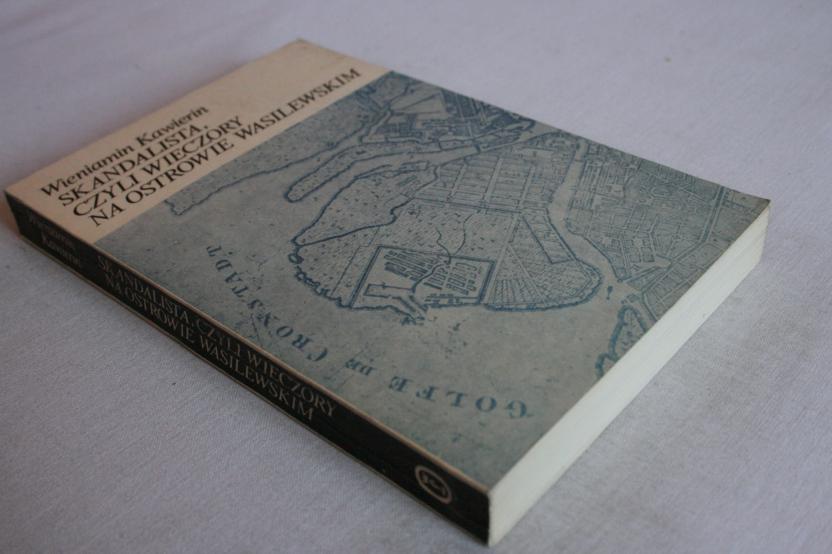 Wieniamin Kawierin
SKANDALISTA,
CZYLI WIECZORY
NA OSTROWIE WASILEWSKIM
GOLFE DE CRONSTADT
Wieniamin
Kawierin
SKANDALISTA, CZYLI WIECZORY
NA OSTROWIE WASILEWSKIM